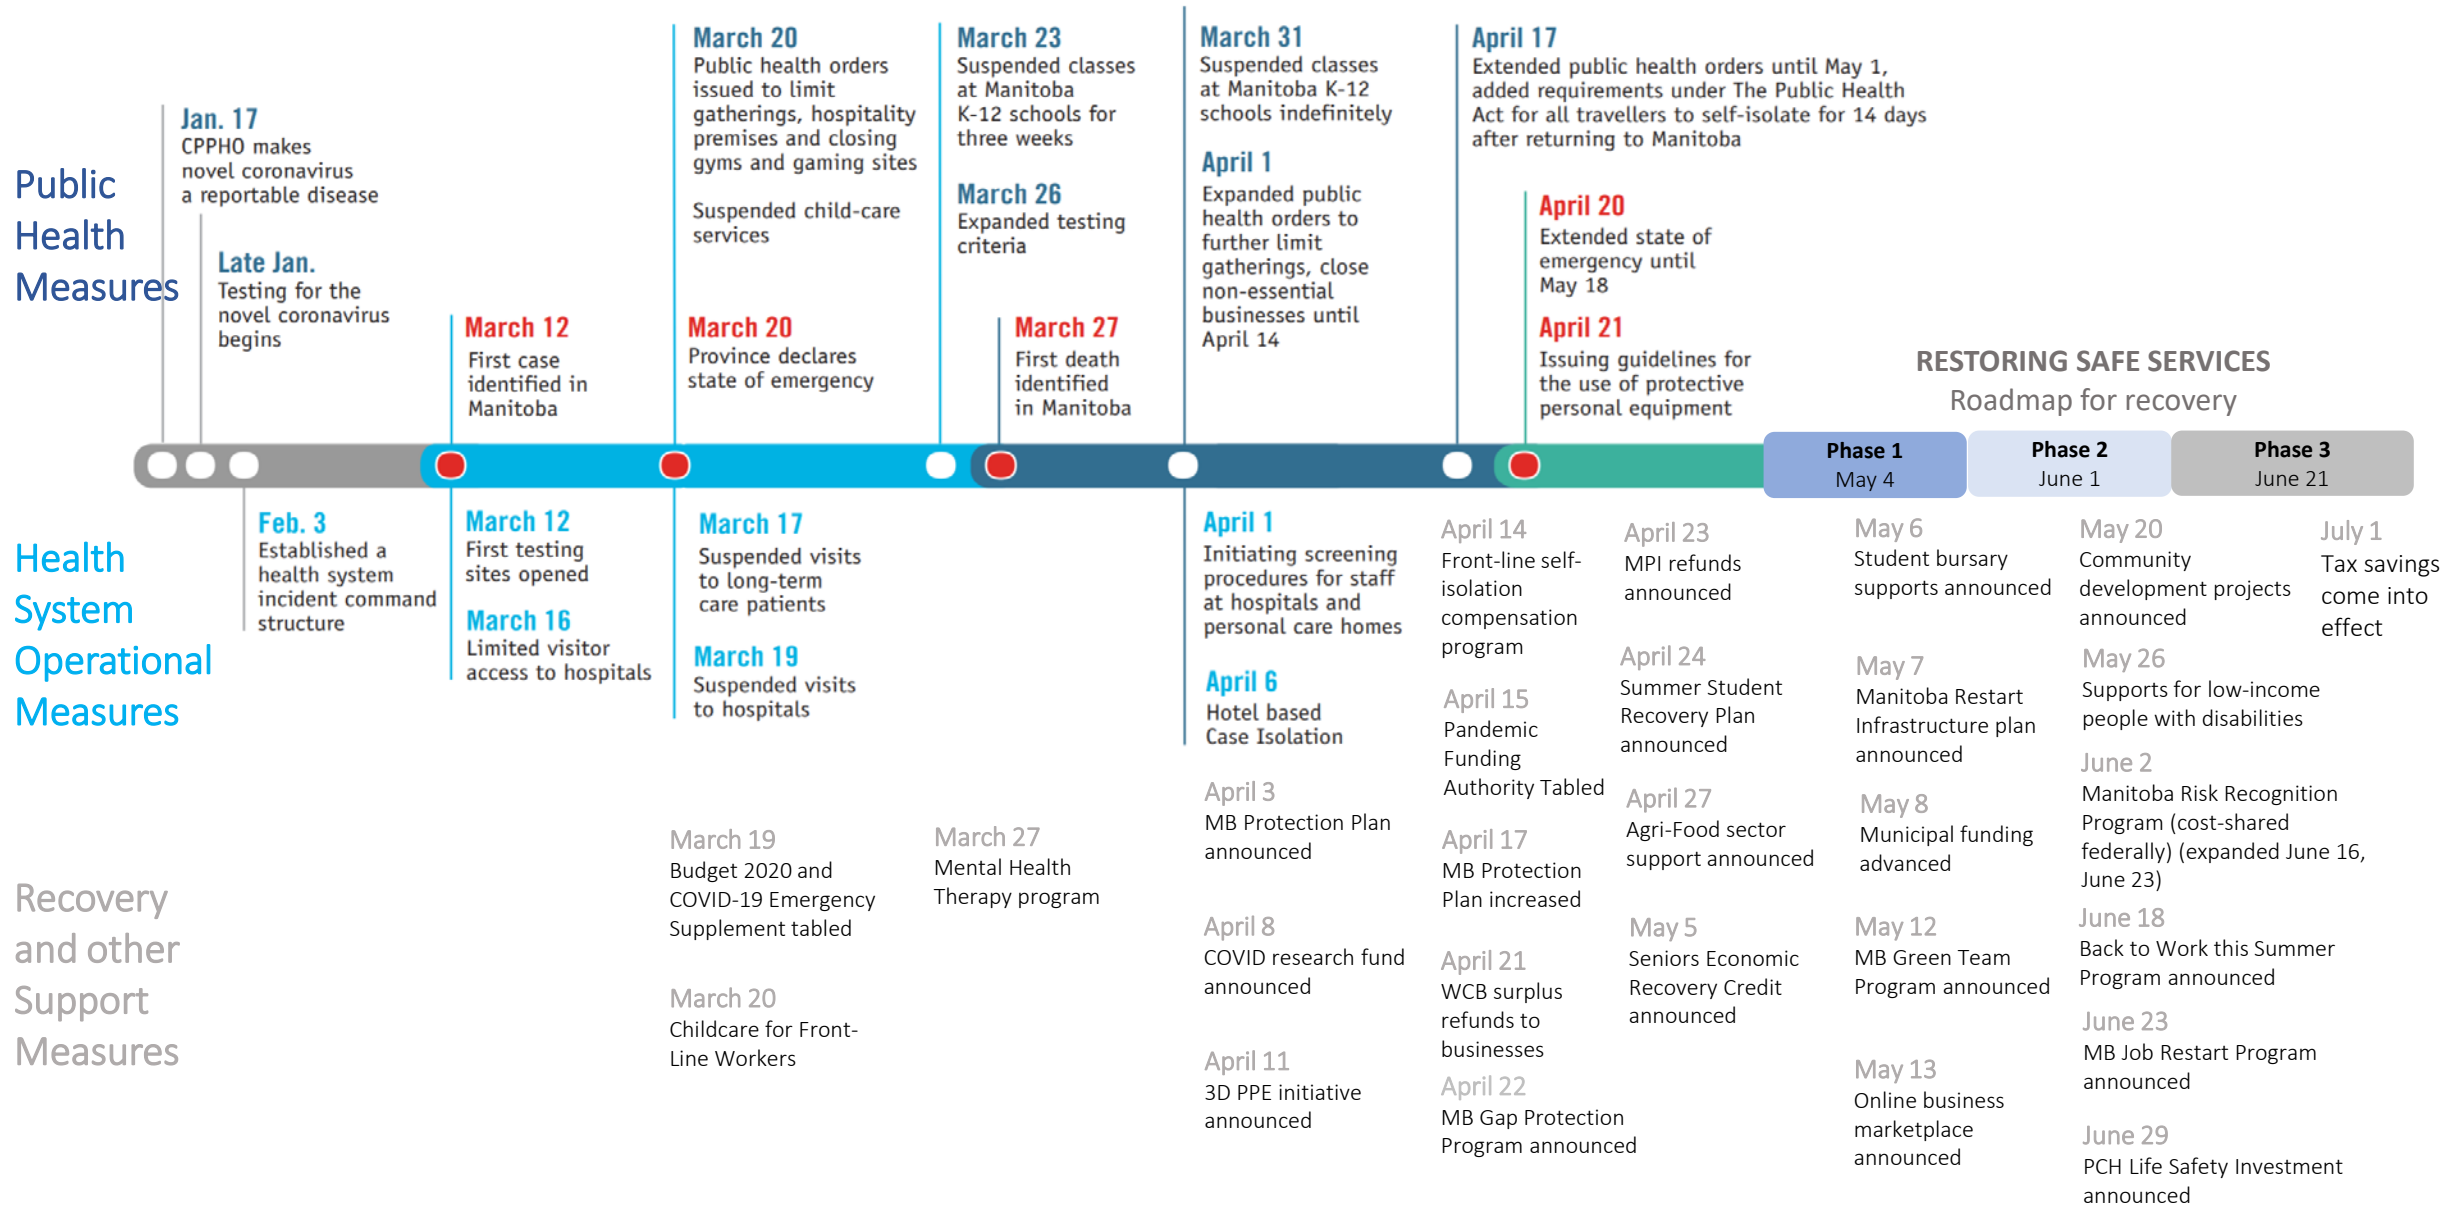 Public
Health
Measures
Jan. 17
CPPHO makes
novel coronavirus
a reportable disease
Late Jan.
Testing for the
novel coronavirus
begins
March 12
First case
identified in
Manitoba
March 20
Public health orders
issued to limit
gatherings, hospitality
premises and closing
gyms and gaming sites
Suspended child-care
services
March 20
Province declares
state of emergency
March 23
Suspended classes
at Manitoba
K-12 schools for
three weeks
March 26
Expanded testing
criteria
March 27
First death
identified
in Manitoba
March 31
Suspended classes
at Manitoba K-12
schools indefinitely
April 1
Expanded public
health orders to
further limit
gatherings, close
non-essential
businesses until
April 14
April 17
Extended public health orders until May 1,
added requirements under The Public Health
Act for all travellers to self-isolate for 14 days
after returning to Manitoba
April 20
Extended state of
emergency until
May 18
April 21
Issuing guidelines for
the use of protective
personal equipment
RESTORING SAFE SERVICES
Roadmap for recovery
Phase 1
May 4
Phase 2
June 1
Phase 3
June 21
Health
System
Operational
Measures
Feb. 3
Established a
health system
incident command
structure
March 12
First testing
sites opened
March 16
Limited visitor
access to hospitals
March 17
Suspended visits
to long-term
care patients
March 19
Suspended visits
to hospitals
April 1
Initiating screening
procedures for staff
at hospitals and
personal care homes
April 6
Hotel based
Case Isolation
Recovery
and other
Support
Measures
March 19
Budget 2020 and
COVID-19 Emergency
Supplement tabled
March 20
Childcare for Front-
Line Workers
March 27
Mental Health
Therapy program
April 3
MB Protection Plan
announced
April 8
COVID research fund
announced
April 11
3D PPE initiative
announced
April 14
Front-line self-
isolation
compensation
program
April 15
Pandemic
Funding
Authority Tabled
April 17
MB Protection
Plan increased
April 21
WCB surplus
refunds to
businesses
April 22
MB Gap Protection
Program announced
April 23
MPI refunds
announced
April 24
Summer Student
Recovery Plan
announced
April 27
Agri-Food sector
support announced
May 5
Seniors Economic
Recovery Credit
announced
May 6
Student bursary
supports announced
May 7
Manitoba Restart
Infrastructure plan
announced
May 8
Municipal funding
advanced
May 12
MB Green Team
Program announced
May 13
Online business
marketplace
announced
May 20
Community
development projects
announced
May 26
Supports for low-income
people with disabilities
June 2
Manitoba Risk Recognition
Program (cost-shared
federally) (expanded June 16,
June 23)
June 18
Back to Work this Summer
Program announced
June 23
MB Job Restart Program
announced
June 29
PCH Life Safety Investment
announced
July 1
Tax savings
come into
effect